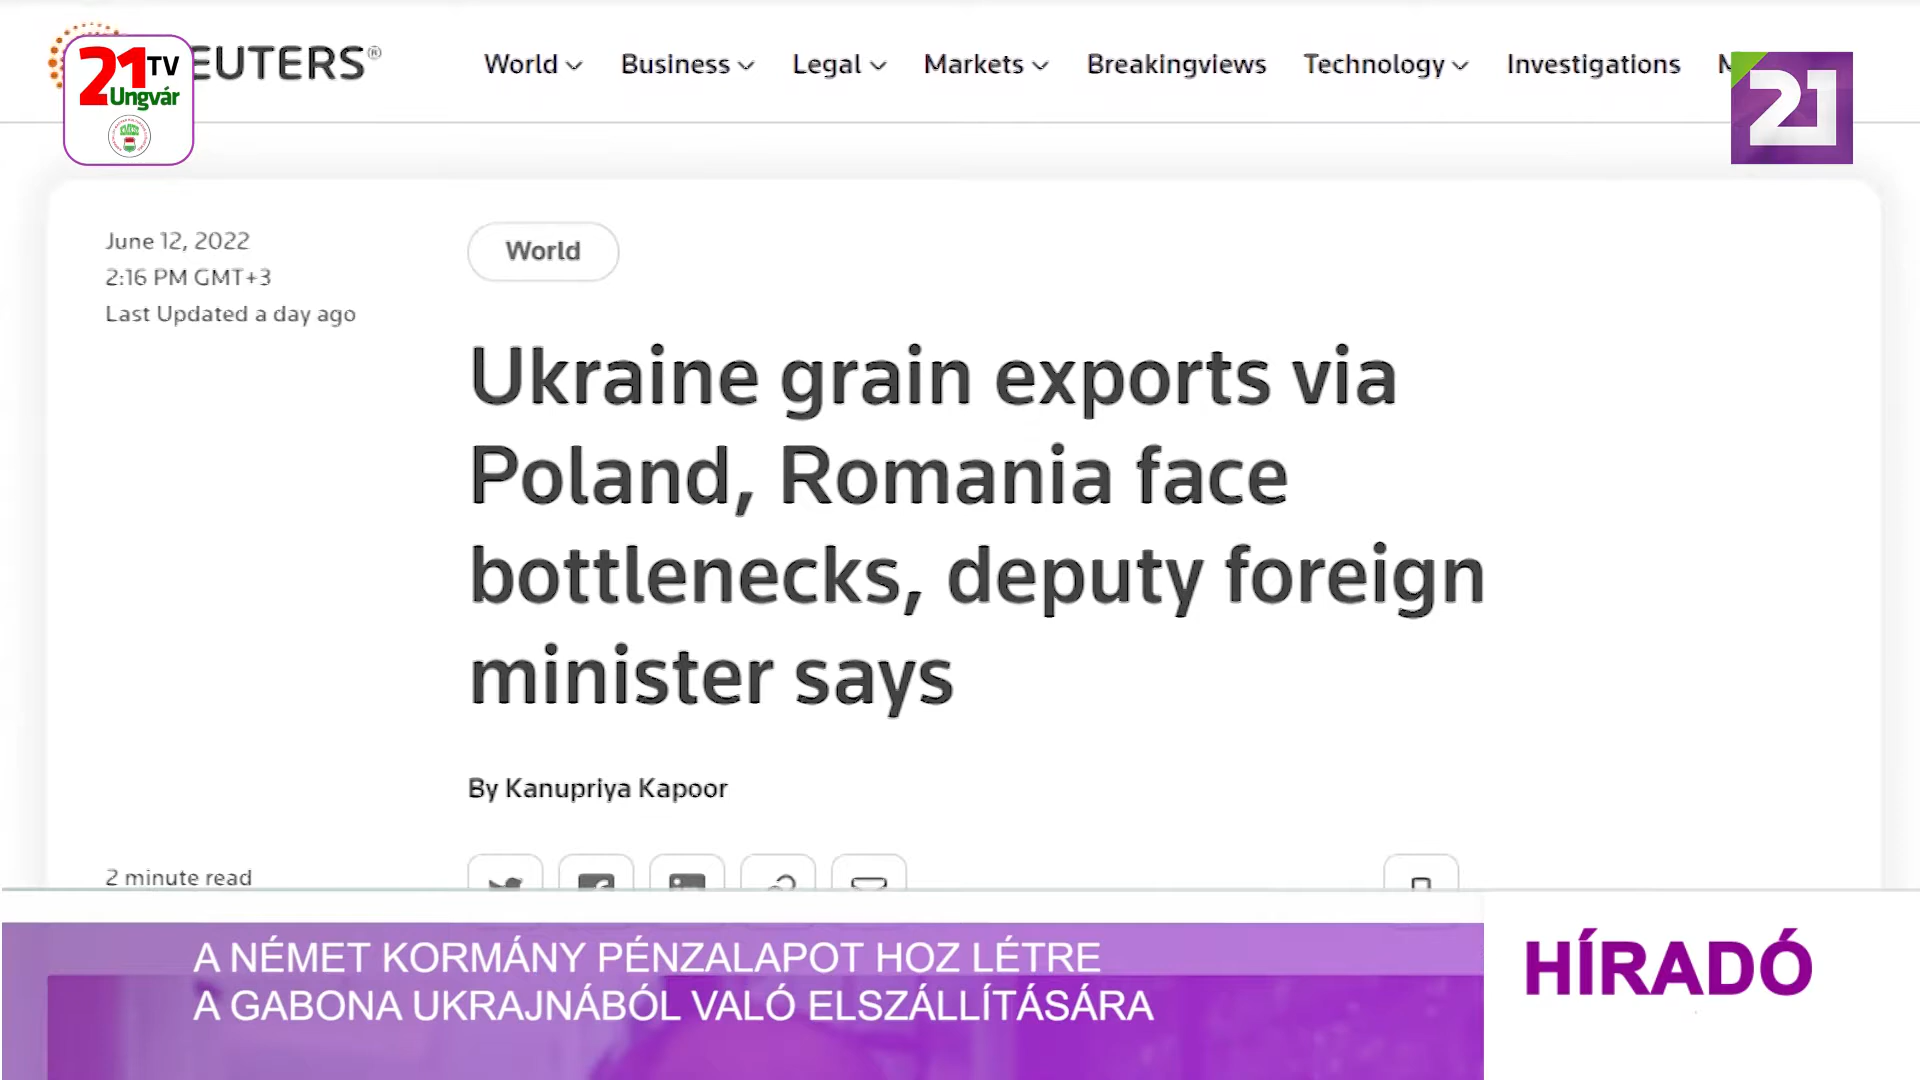 21TV
Ungvár
EUTERS®
World
Business
Legal
Markets
Breakingviews
Technology
Investigations
21
June 12, 2022
2:16 PM GMT+3
Last Updated a day ago
World
Ukraine grain exports via
Poland, Romania face
bottlenecks, deputy foreign
minister says
By Kanupriya Kapoor
2 minute read
A NÉMET KORMÁNY PÉNZALAPOT HOZ LÉTRE
A GABONA UKRAJNÁBÓL VALÓ ELSZÁLLÍTÁSÁRA
HÍRADÓ